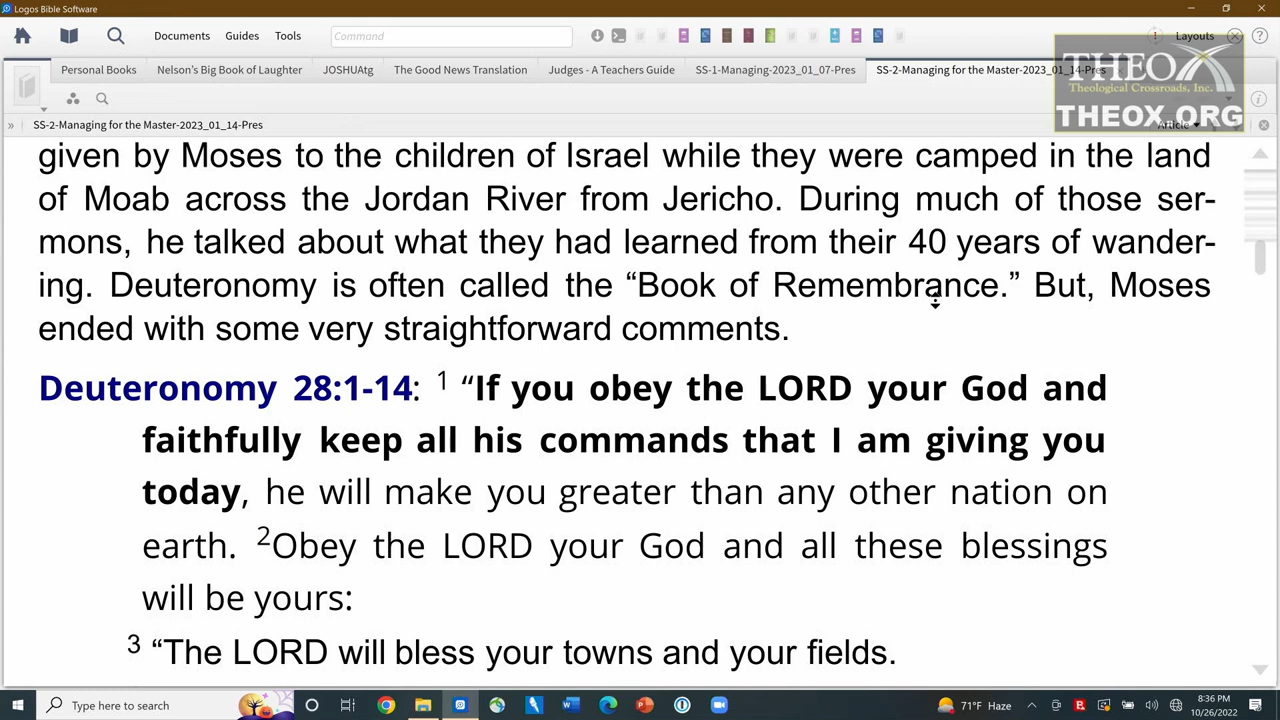 Logos Bible Software
Documents Guides Tools Command Layouts
Personal Books Nelson's Big Book of Laughter JOSHU News Translation Judges - A Teachers Guide SS-1-Managing-2023_01_07-Pres SS-2-Managing for the Master-2023_01_14-Pres
THEOX
Theological Crossroads, Inc.
THEOX.ORG
SS-2-Managing for the Master-2023_01_14-Pres Article
given by Moses to the children of Israel while they were camped in the land
of Moab across the Jordan River from Jericho. During much of those ser-
mons, he talked about what they had learned from their 40 years of wander-
ing. Deuteronomy is often called the “Book of Remembrance.” But, Moses
ended with some very straightforward comments.
Deuteronomy 28:1-14: 1 “If you obey the LORD your God and
faithfully keep all his commands that I am giving you
today, he will make you greater than any other nation on
earth. 2Obey the LORD your God and all these blessings
will be yours:
3 “The LORD will bless your towns and your fields.
Type here to search 71°F Haze 8:36 PM
10/26/2022